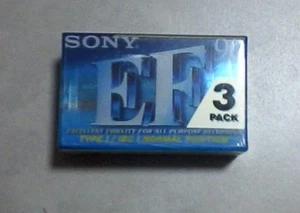 SONY 90
EF
3
PACK
EXCELLENT FIDELITY FOR ALL PURPOSE RECORDING
TYPE I / IEC I NORMAL POSITION